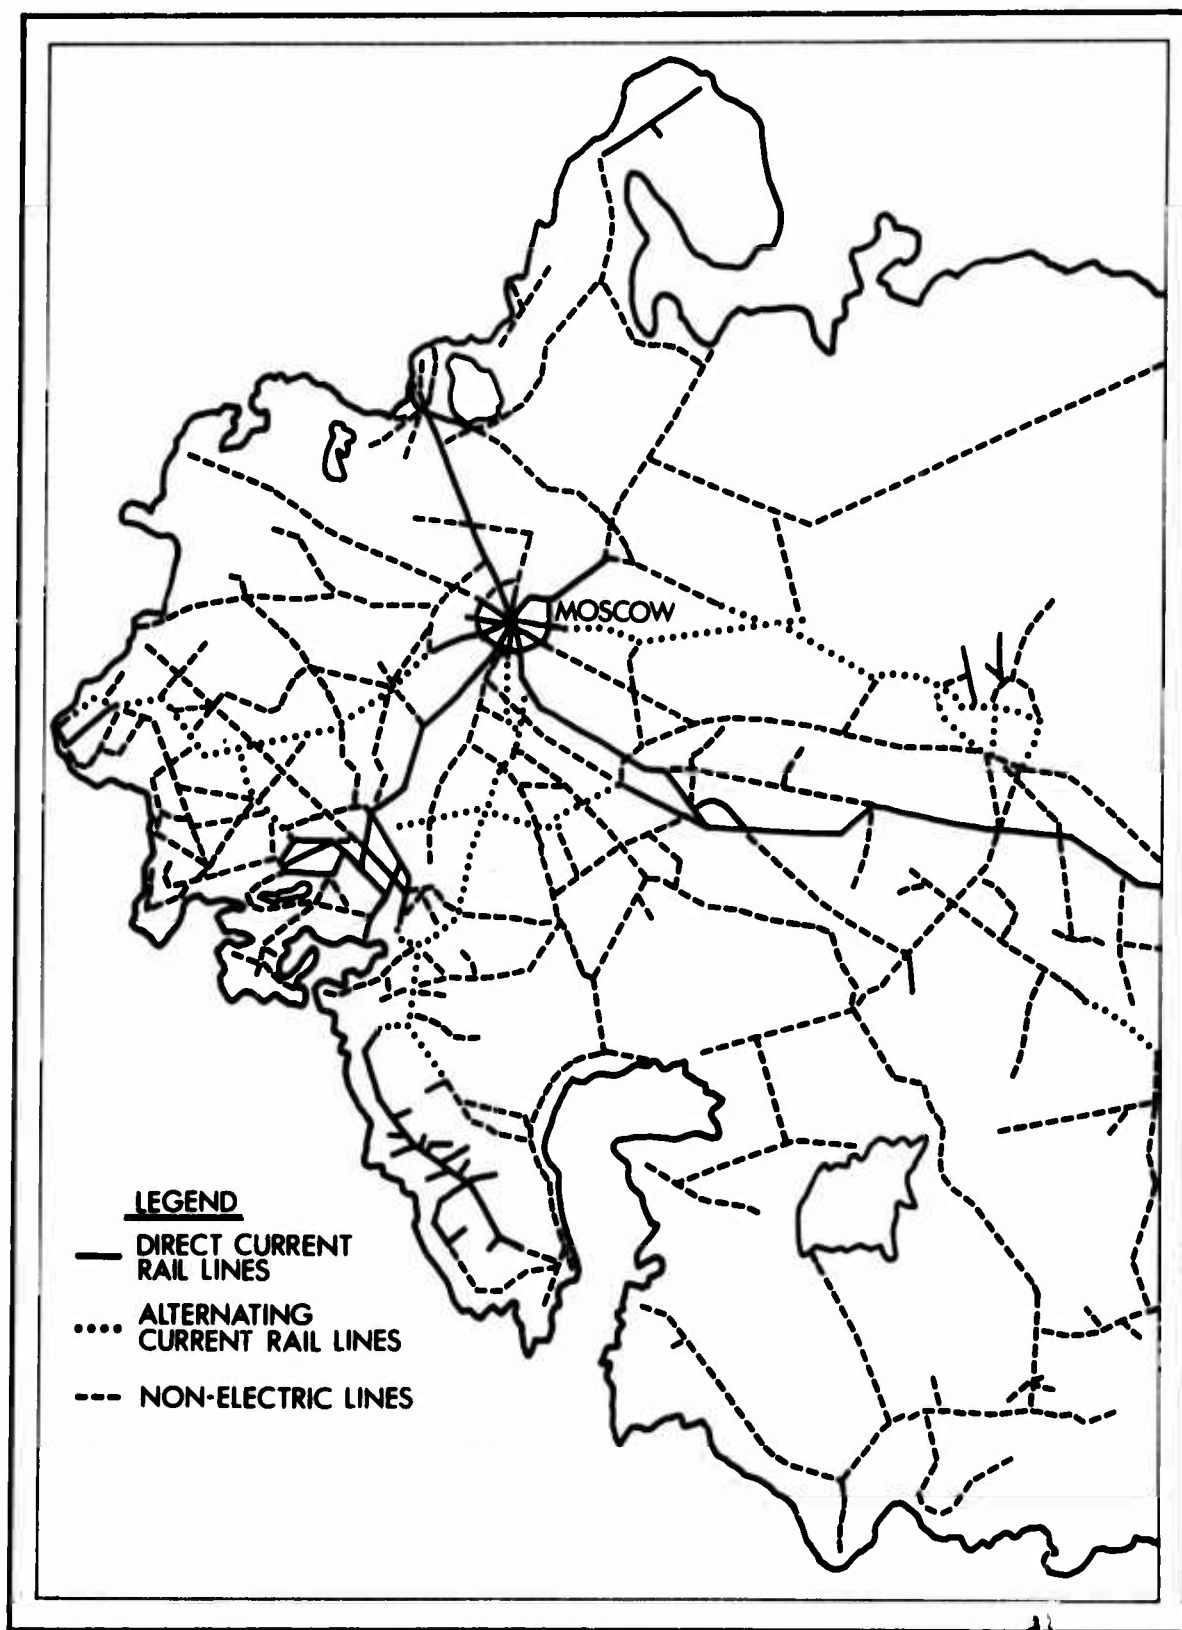 MOSCOW
LEGEND
DIRECT CURRENT
RAIL LINES
ALTERNATING
CURRENT RAIL LINES
NON-ELECTRIC LINES